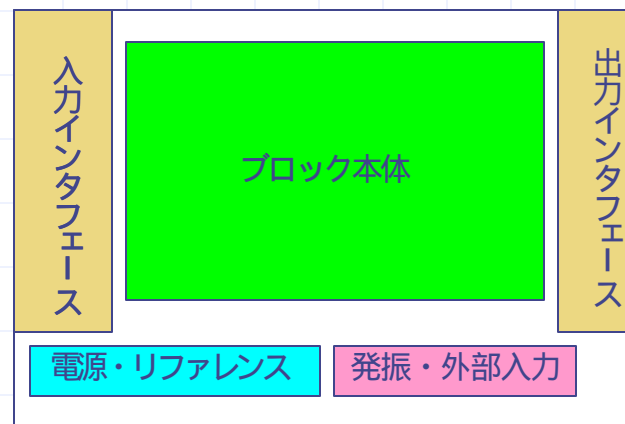 入力インタフェース
ブロック本体
出力インタフェース
電源・リファレンス
発振・外部入力